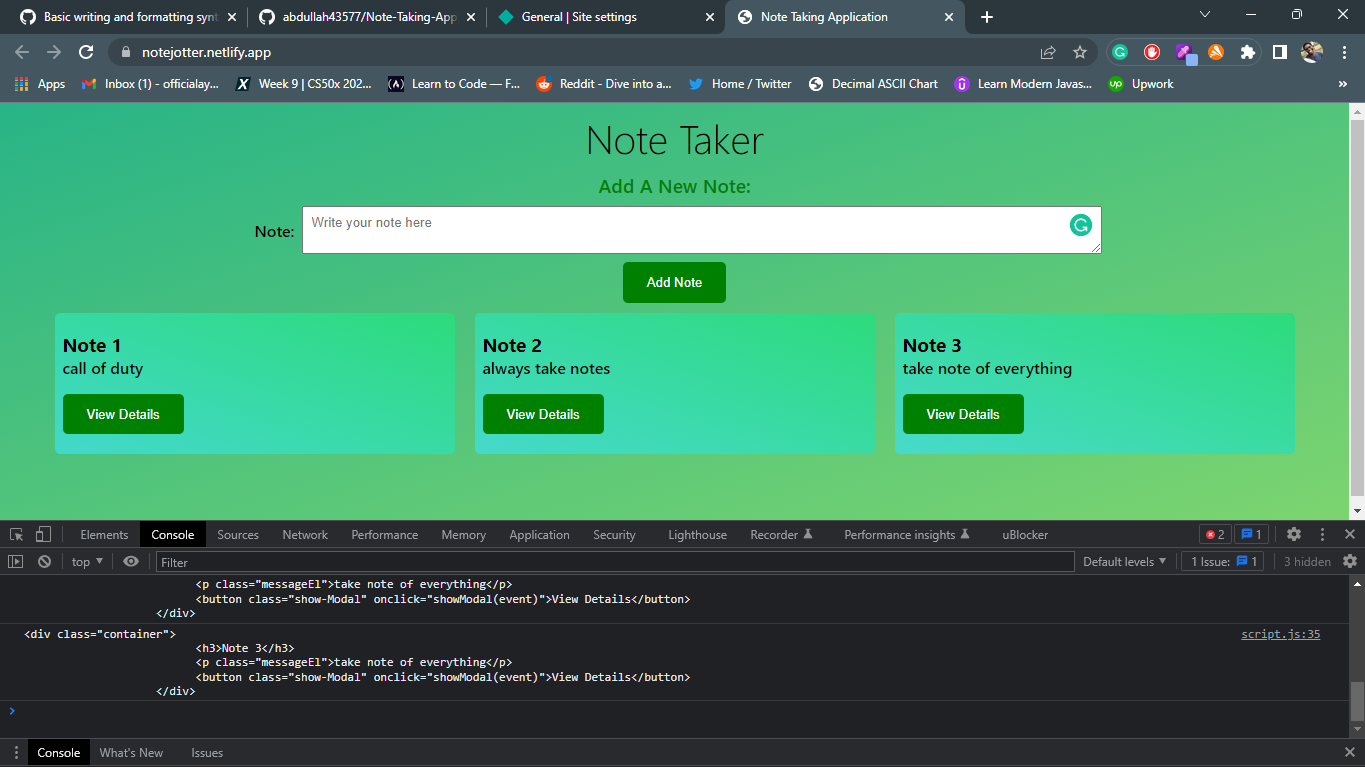 Basic writing and formatting synt
abdullah43577/Note-Taking-App
General | Site settings
Note Taking Application
notejotter.netlify.app
Apps
Inbox (1) - officialay...
Week 9 | CS50x 202...
Learn to Code — F...
Reddit - Dive into a...
Home / Twitter
Decimal ASCII Chart
Learn Modern Javas...
up Upwork
»
Note Taker
Add A New Note:
Note: Write your note here
Add Note
Note 1
call of duty
View Details
Note 2
always take notes
View Details
Note 3
take note of everything
View Details
Elements Console Sources Network Performance Memory Application Security Lighthouse Recorder Performance insights uBlocker 2 1
top Filter Default levels 1 Issue: 1 3 hidden
<p class="messageEl">take note of everything</p>
<button class="show-Modal" onclick="showModal(event)">View Details</button>
</div>
<div class="container"> script.js:35
<h3>Note 3</h3>
<p class="messageEl">take note of everything</p>
<button class="show-Modal" onclick="showModal(event)">View Details</button>
</div>
Console What's New Issues